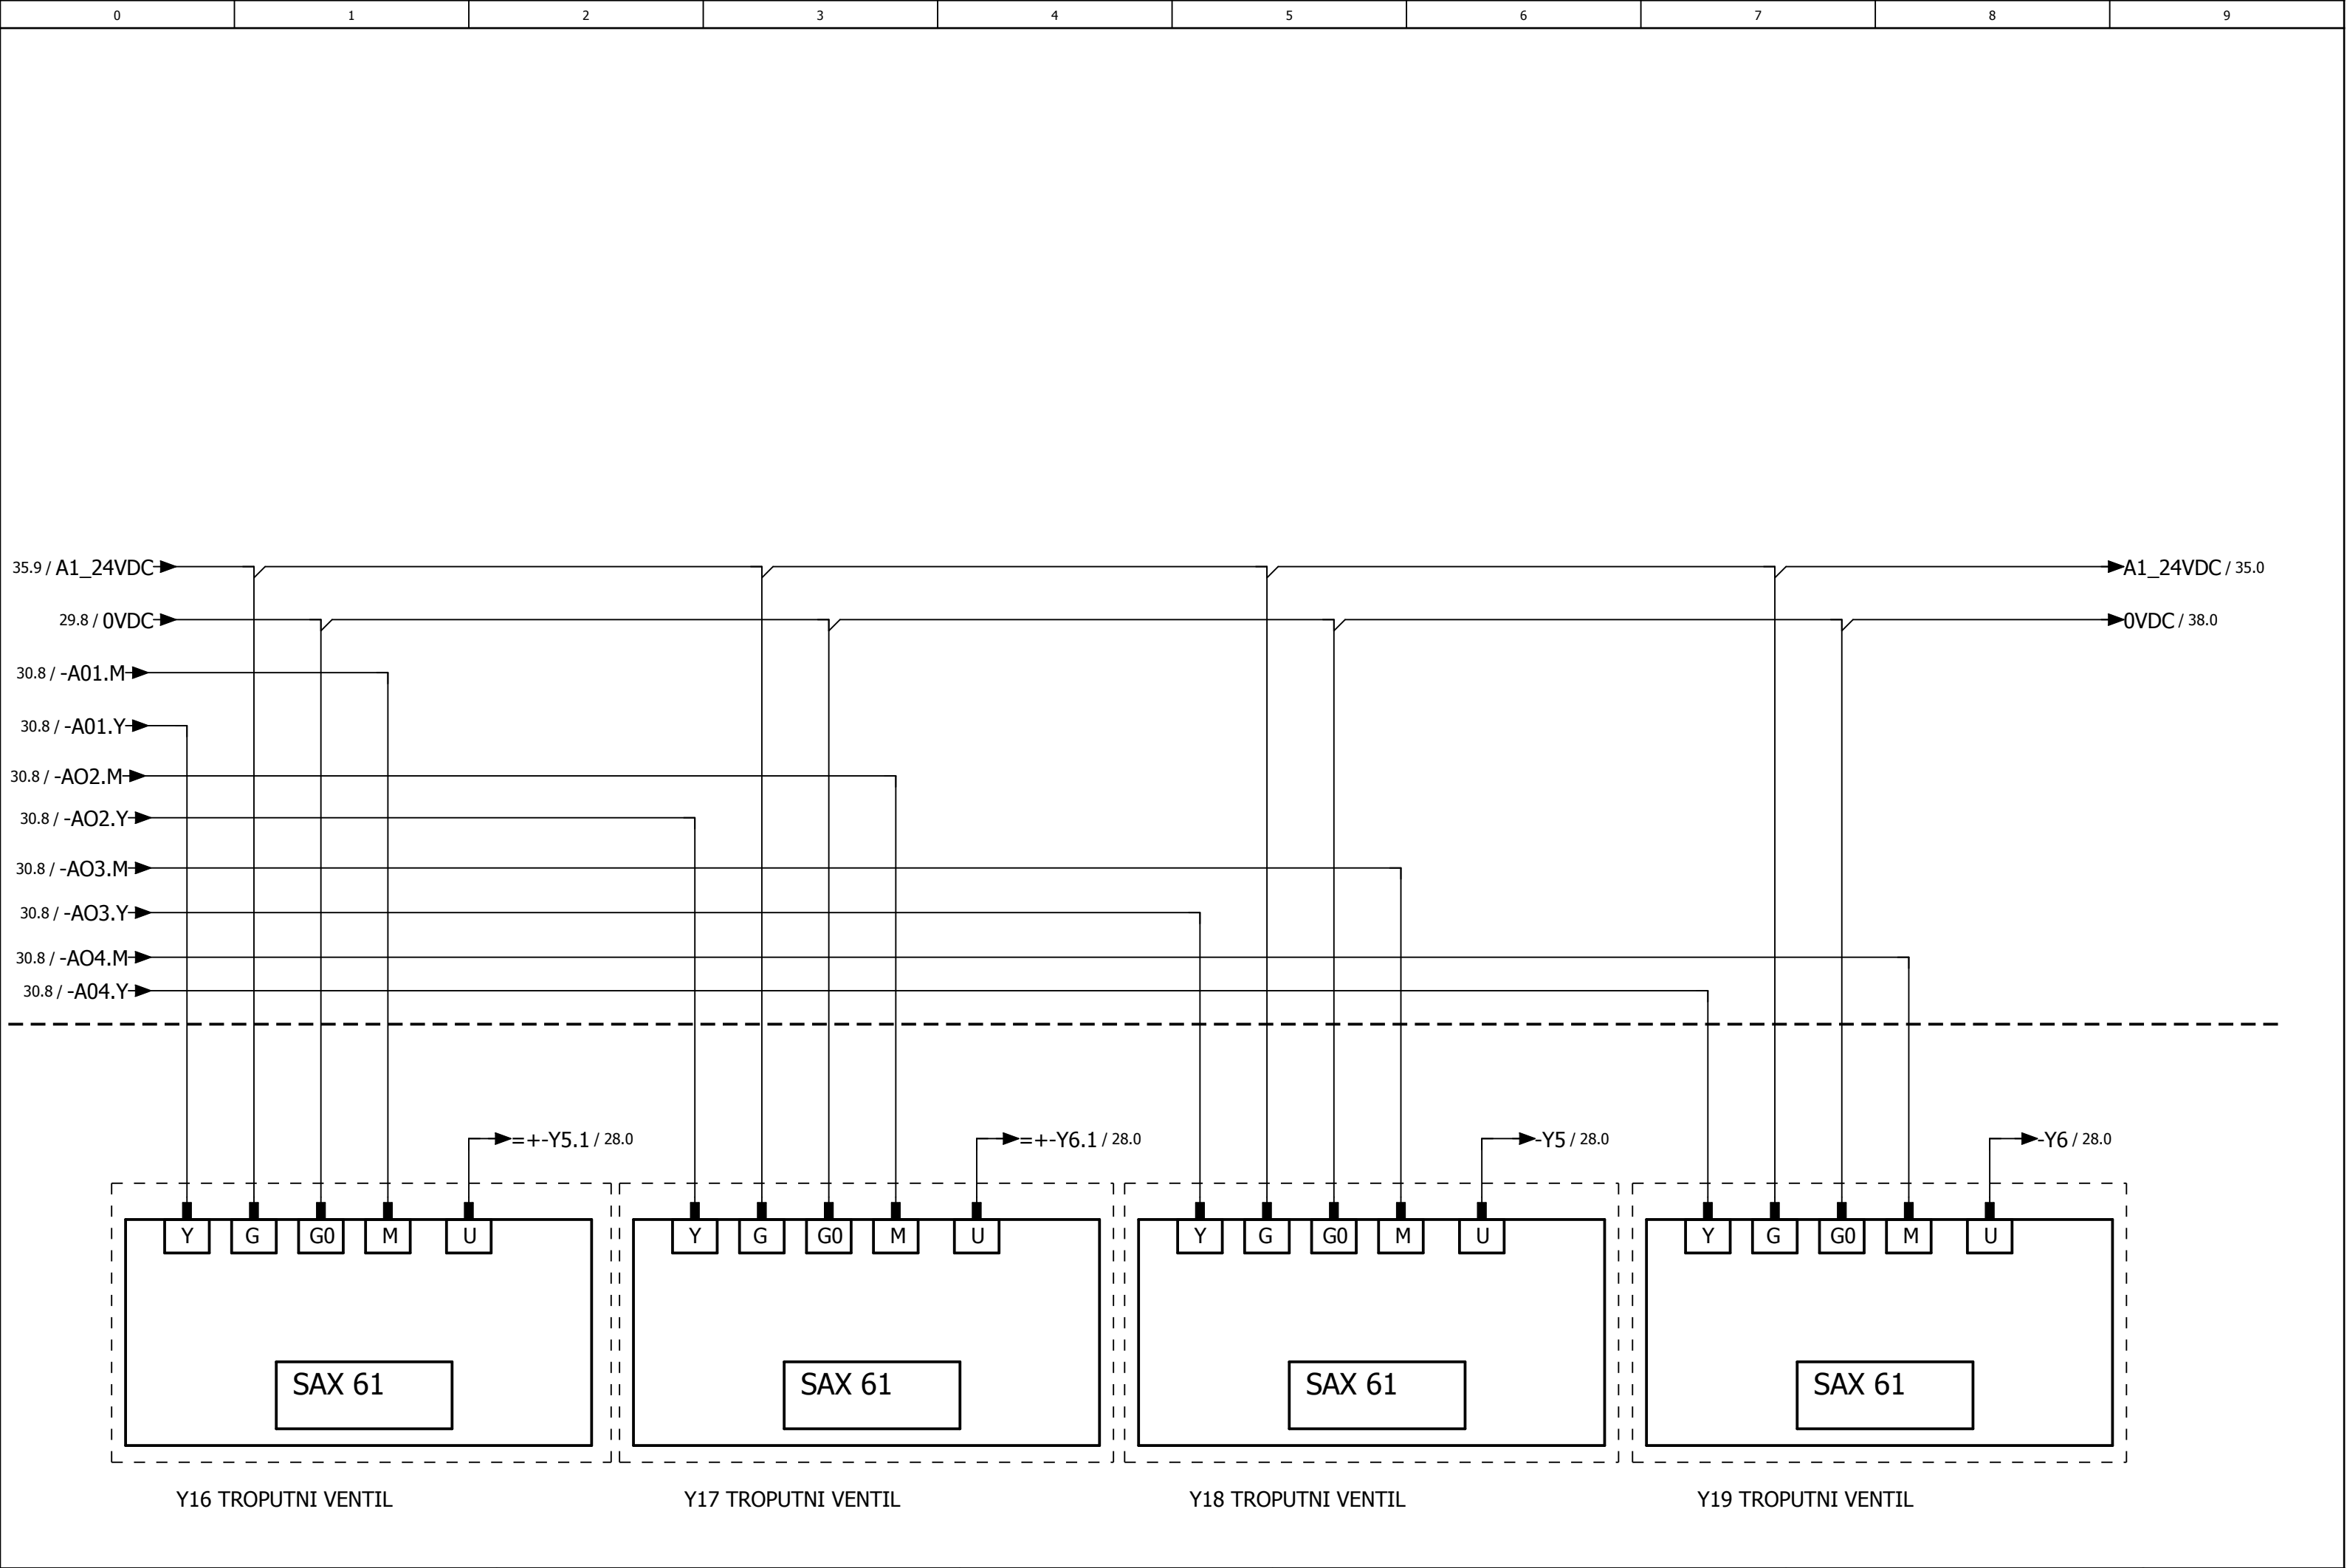 0 1 2 3 4 5 6 7 8 9
35.9 / A1_24VDC A1_24VDC / 35.0
29.8 / 0VDC 0VDC / 38.0
30.8 / -A01.M
30.8 / -A01.Y
30.8 / -AO2.M
30.8 / -AO2.Y
30.8 / -AO3.M
30.8 / -AO3.Y
30.8 / -AO4.M
30.8 / -A04.Y
=+-Y5.1 / 28.0 =+-Y6.1 / 28.0 -Y5 / 28.0 -Y6 / 28.0
Y G G0 M U Y G G0 M U Y G G0 M U Y G G0 M U
SAX 61 SAX 61 SAX 61 SAX 61
Y16 TROPUTNI VENTIL Y17 TROPUTNI VENTIL Y18 TROPUTNI VENTIL Y19 TROPUTNI VENTIL